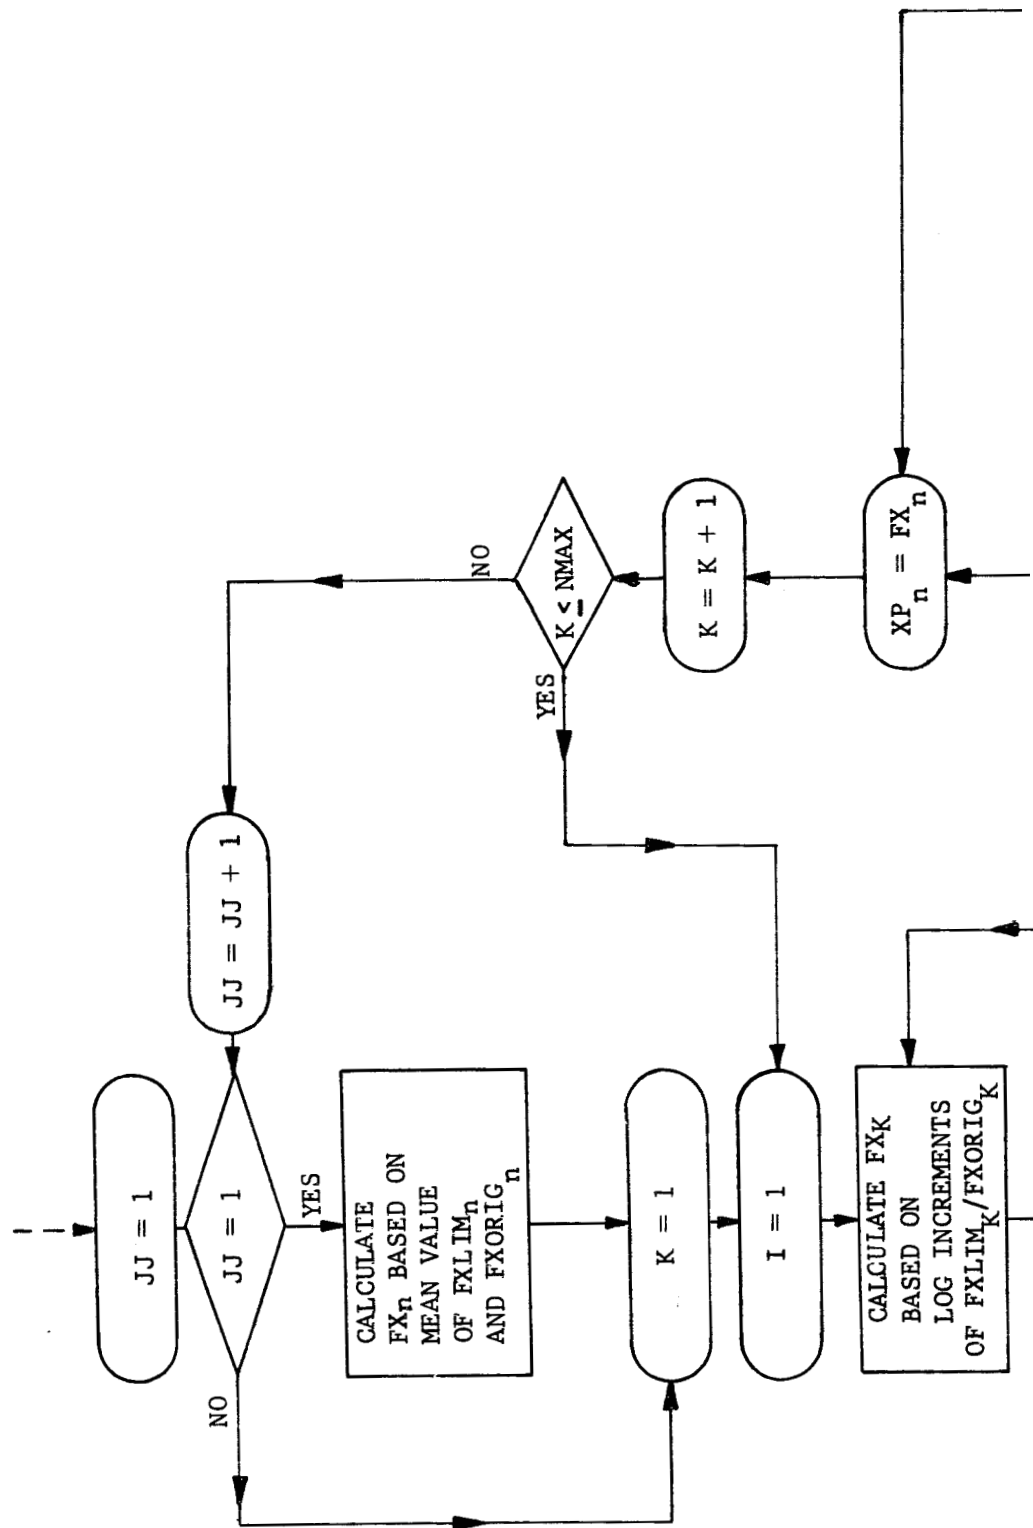 JJ = 1
JJ = 1
NO
YES
CALCULATE
FXn BASED ON
MEAN VALUE
OF FXLIMn
AND FXORIGn
K = 1
I = 1
CALCULATE FXK
BASED ON
LOG INCREMENTS
OF FXLIMK/FXORIGK
JJ = JJ + 1
NO
YES
K ≤ NMAX
K = K + 1
XPn = FXn